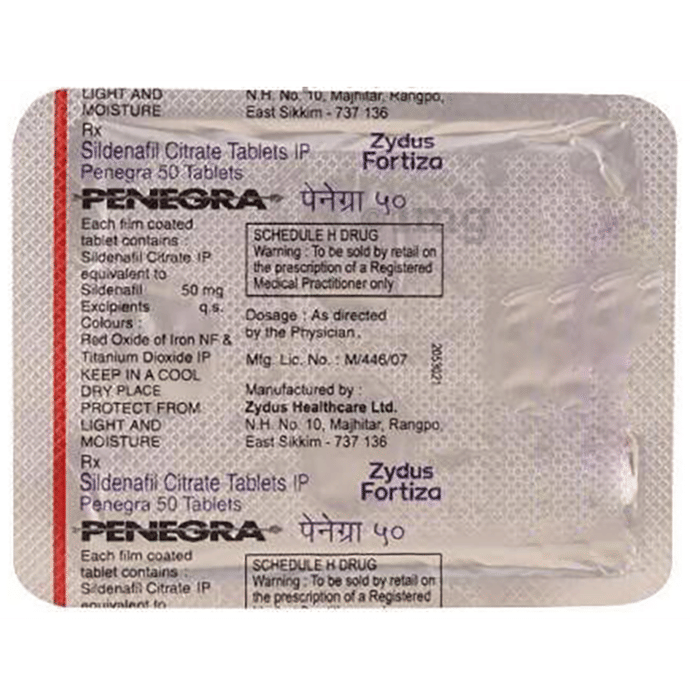 LIGHT AND
MOISTURE
N.H. No. 10, Majhitar, Rangpo,
East Sikkim - 737 136
Rx
Sildenafil Citrate Tablets IP
Penegra 50 Tablets
Zydus
Fortiza
PENEGRA पेनेग्रा ५०
Each film coated
tablet contains :
Sildenafil Citrate IP
equivalent to
Sildenafil 50 mg
Excipients q.s.
Colours :
Red Oxide of Iron NF &
Titanium Dioxide IP
KEEP IN A COOL
DRY PLACE
PROTECT FROM
LIGHT AND
MOISTURE
SCHEDULE H DRUG
Warning : To be sold by retail on
the prescription of a Registered
Medical Practitioner only
Dosage : As directed
by the Physician.
Mfg. Lic. No. : M/446/07
Manufactured by :
Zydus Healthcare Ltd.
N.H. No. 10, Majhitar, Rangpo,
East Sikkim - 737 136
2053021
Rx
Sildenafil Citrate Tablets IP
Penegra 50 Tablets
Zydus
Fortiza
PENEGRA पेनेग्रा ५०
Each film coated
tablet contains :
Sildenafil Citrate IP
equivalent to
SCHEDULE H DRUG
Warning : To be sold by retail on
the prescription of a Registered